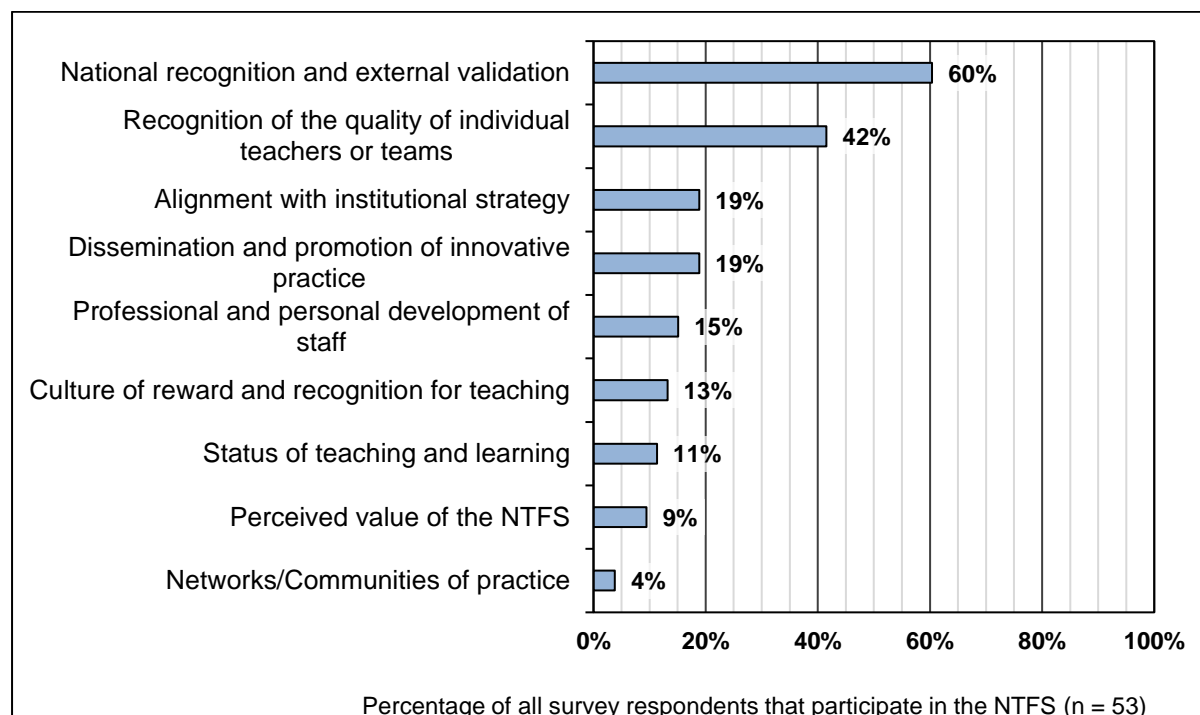 National recognition and external validation
60%
Recognition of the quality of individual
teachers or teams
42%
Alignment with institutional strategy
19%
Dissemination and promotion of innovative
practice
19%
Professional and personal development of
staff
15%
Culture of reward and recognition for teaching
13%
Status of teaching and learning
11%
Perceived value of the NTFS
9%
Networks/Communities of practice
4%
0% 20% 40% 60% 80% 100%
Percentage of all survey respondents that participate in the NTFS (n = 53)